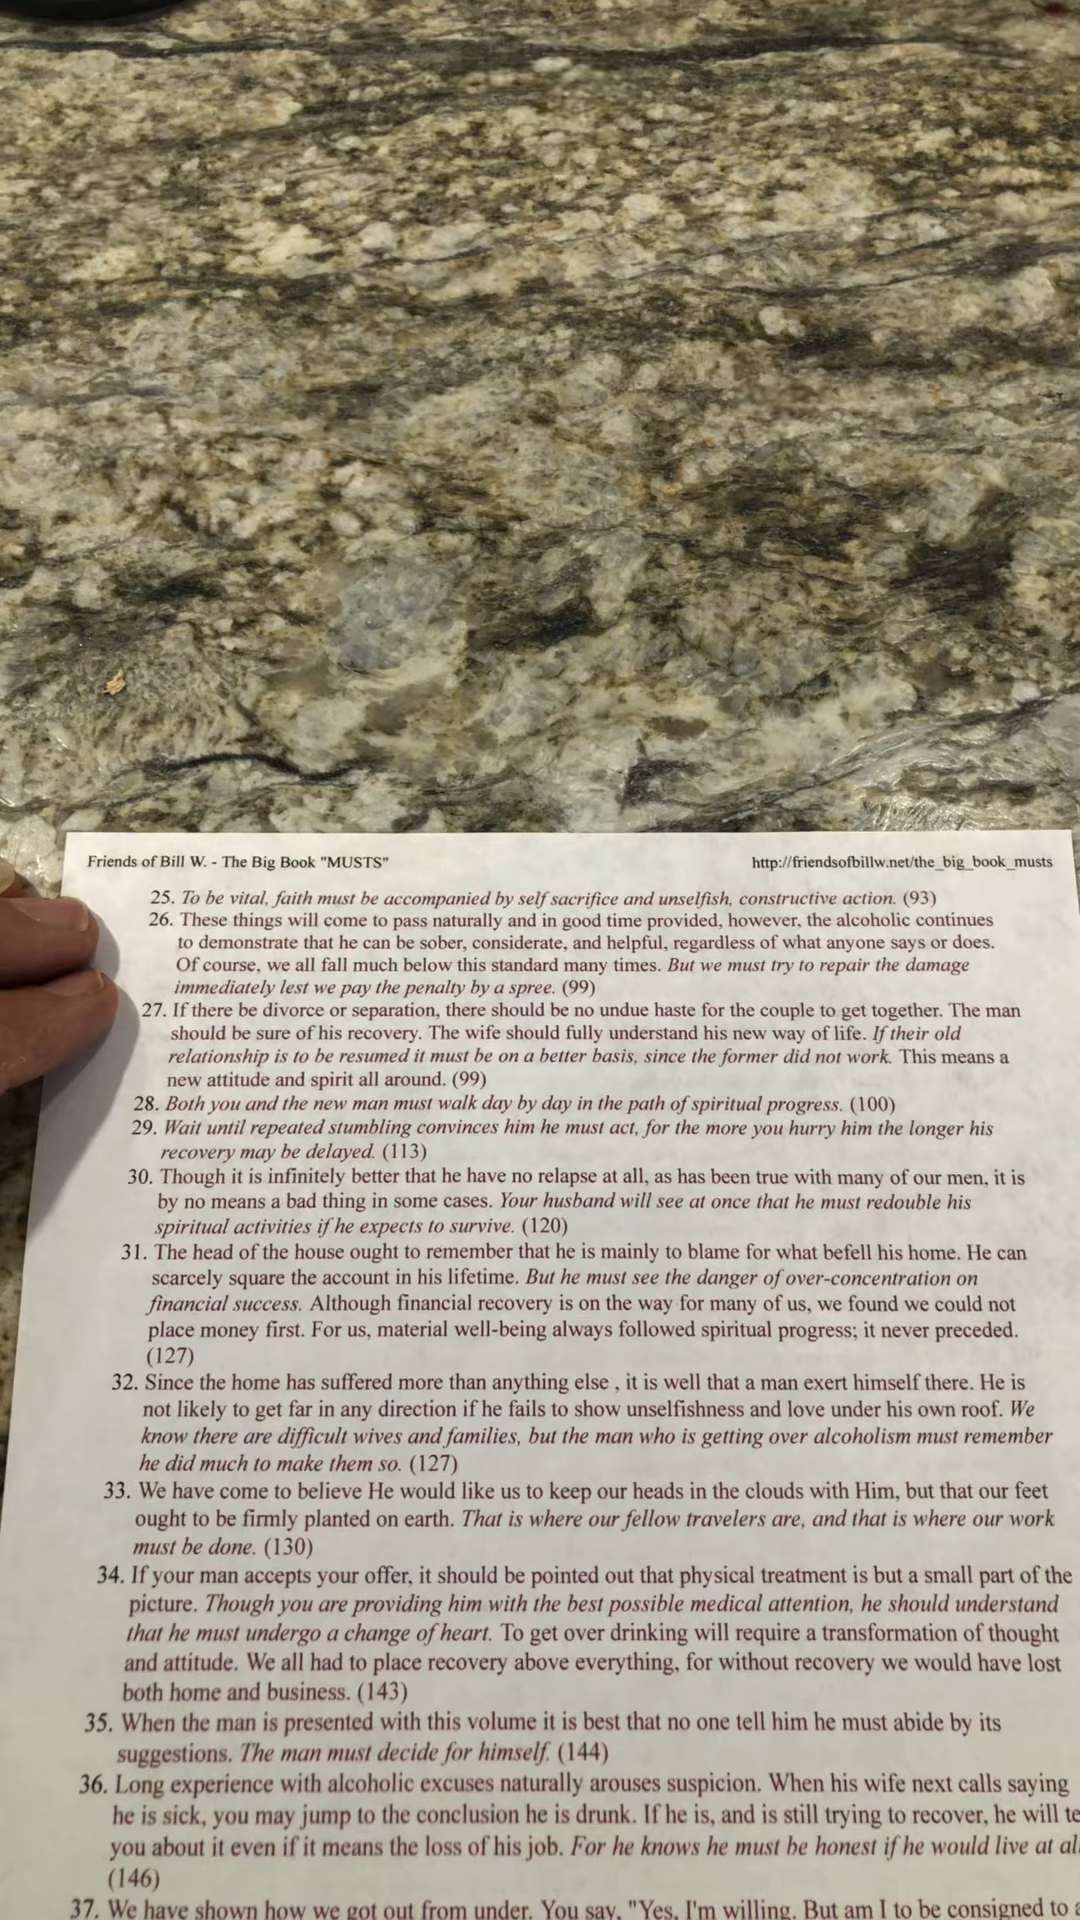 Friends of Bill W. - The Big Book "MUSTS"
http://friendsofbillw.net/the_big_book_musts
25. To be vital, faith must be accompanied by self sacrifice and unselfish, constructive action. (93)
26. These things will come to pass naturally and in good time provided, however, the alcoholic continues
to demonstrate that he can be sober, considerate, and helpful, regardless of what anyone says or does.
Of course, we all fall much below this standard many times. But we must try to repair the damage
immediately lest we pay the penalty by a spree. (99)
27. If there be divorce or separation, there should be no undue haste for the couple to get together. The man
should be sure of his recovery. The wife should fully understand his new way of life. If their old
relationship is to be resumed it must be on a better basis, since the former did not work. This means a
new attitude and spirit all around. (99)
28. Both you and the new man must walk day by day in the path of spiritual progress. (100)
29. Wait until repeated stumbling convinces him he must act, for the more you hurry him the longer his
recovery may be delayed. (113)
30. Though it is infinitely better that he have no relapse at all, as has been true with many of our men, it is
by no means a bad thing in some cases. Your husband will see at once that he must redouble his
spiritual activities if he expects to survive. (120)
31. The head of the house ought to remember that he is mainly to blame for what befell his home. He can
scarcely square the account in his lifetime. But he must see the danger of over-concentration on
financial success. Although financial recovery is on the way for many of us, we found we could not
place money first. For us, material well-being always followed spiritual progress; it never preceded.
(127)
32. Since the home has suffered more than anything else , it is well that a man exert himself there. He is
not likely to get far in any direction if he fails to show unselfishness and love under his own roof. We
know there are difficult wives and families, but the man who is getting over alcoholism must remember
he did much to make them so. (127)
33. We have come to believe He would like us to keep our heads in the clouds with Him, but that our feet
ought to be firmly planted on earth. That is where our fellow travelers are, and that is where our work
must be done. (130)
34. If your man accepts your offer, it should be pointed out that physical treatment is but a small part of the
picture. Though you are providing him with the best possible medical attention, he should understand
that he must undergo a change of heart. To get over drinking will require a transformation of thought
and attitude. We all had to place recovery above everything, for without recovery we would have lost
both home and business. (143)
35. When the man is presented with this volume it is best that no one tell him he must abide by its
suggestions. The man must decide for himself. (144)
36. Long experience with alcoholic excuses naturally arouses suspicion. When his wife next calls saying
he is sick, you may jump to the conclusion he is drunk. If he is, and is still trying to recover, he will te
you about it even if it means the loss of his job. For he knows he must be honest if he would live at al
(146)
37. We have shown how we got out from under. You say, "Yes, I'm willing. But am I to be consigned to a